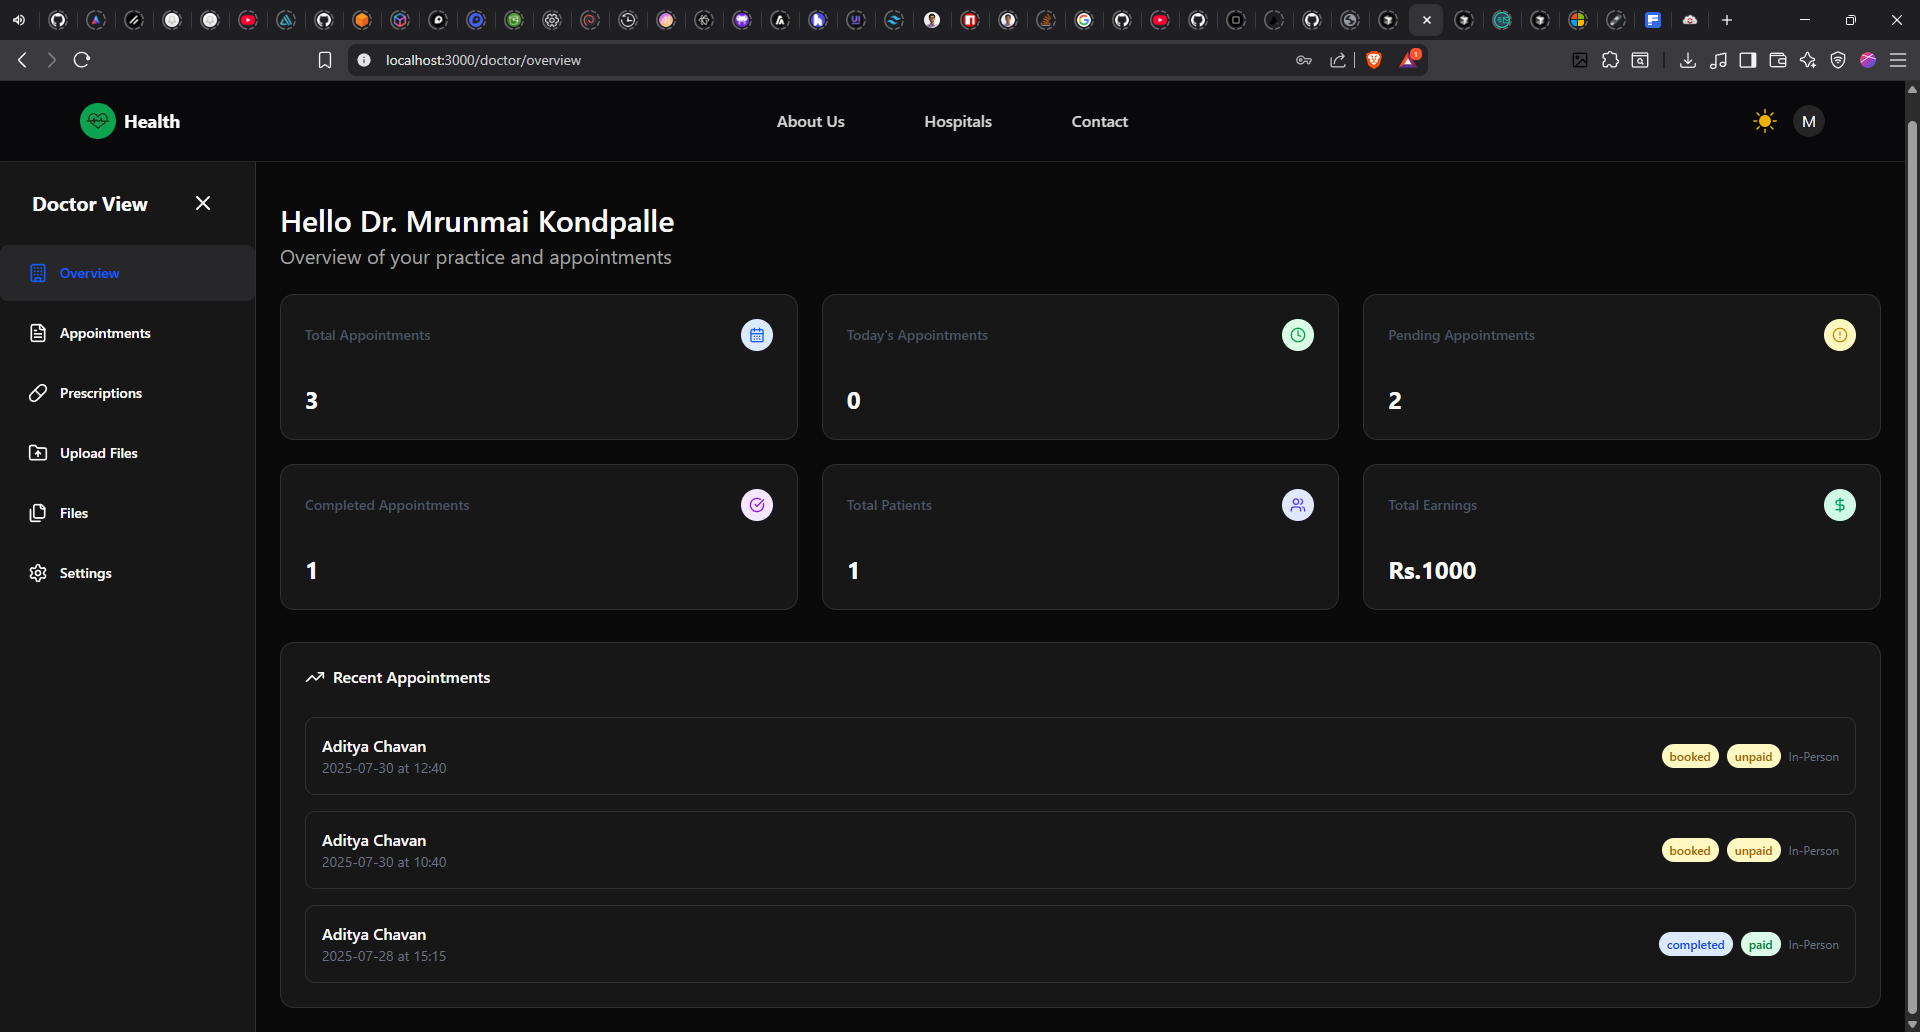 localhost:3000/doctor/overview
1
Health
About Us
Hospitals
Contact
M
Doctor View
Overview
Appointments
Prescriptions
Upload Files
Files
Settings
Hello Dr. Mrunmai Kondpalle
Overview of your practice and appointments
Total Appointments
3
Today's Appointments
0
Pending Appointments
2
Completed Appointments
1
Total Patients
1
Total Earnings
$
Rs.1000
Recent Appointments
Aditya Chavan
2025-07-30 at 12:40
booked unpaid In-Person
Aditya Chavan
2025-07-30 at 10:40
booked unpaid In-Person
Aditya Chavan
2025-07-28 at 15:15
completed paid In-Person